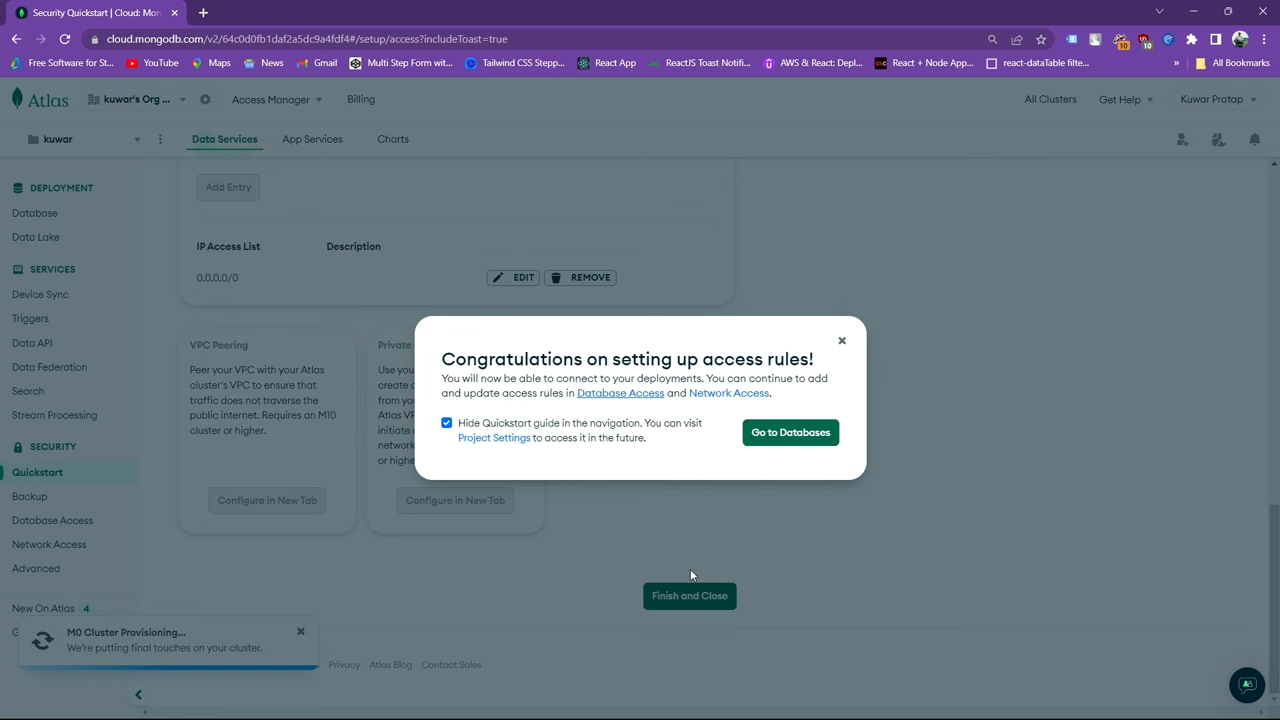 Security Quickstart | Cloud: Mon
cloud.mongodb.com/v2/64c0d0fb1daf2a5dc9a4fdf4#/setup/access?includeToast=true
Free Software for St... YouTube Maps News Gmail Multi Step Form wit... Tailwind CSS Stepp... React App ReactJS Toast Notifi... AWS & React: Depl... React + Node App... react-dataTable filte... » All Bookmarks
Atlas kuwar's Org ... Access Manager Billing All Clusters Get Help Kuwar Pratap
kuwar Data Services App Services Charts
DEPLOYMENT
Database
Data Lake
SERVICES
Device Sync
Triggers
Data API
Data Federation
Search
Stream Processing
SECURITY
Quickstart
Backup
Database Access
Network Access
Advanced
New On Atlas 4
Add Entry
IP Access List Description
0.0.0.0/0 EDIT REMOVE
VPC Peering
Peer your VPC with your Atlas
cluster's VPC to ensure that
traffic does not traverse the
public internet. Requires an M10
cluster or higher.
Configure in New Tab
Private
Use you
create c
from you
Atlas VP
initiate
network
or highe
Configure in New Tab
Congratulations on setting up access rules!
You will now be able to connect to your deployments. You can continue to add
and update access rules in Database Access and Network Access.
Hide Quickstart guide in the navigation. You can visit
Project Settings to access it in the future.
Go to Databases
Finish and Close
M0 Cluster Provisioning...
We're putting final touches on your cluster.
Privacy Atlas Blog Contact Sales